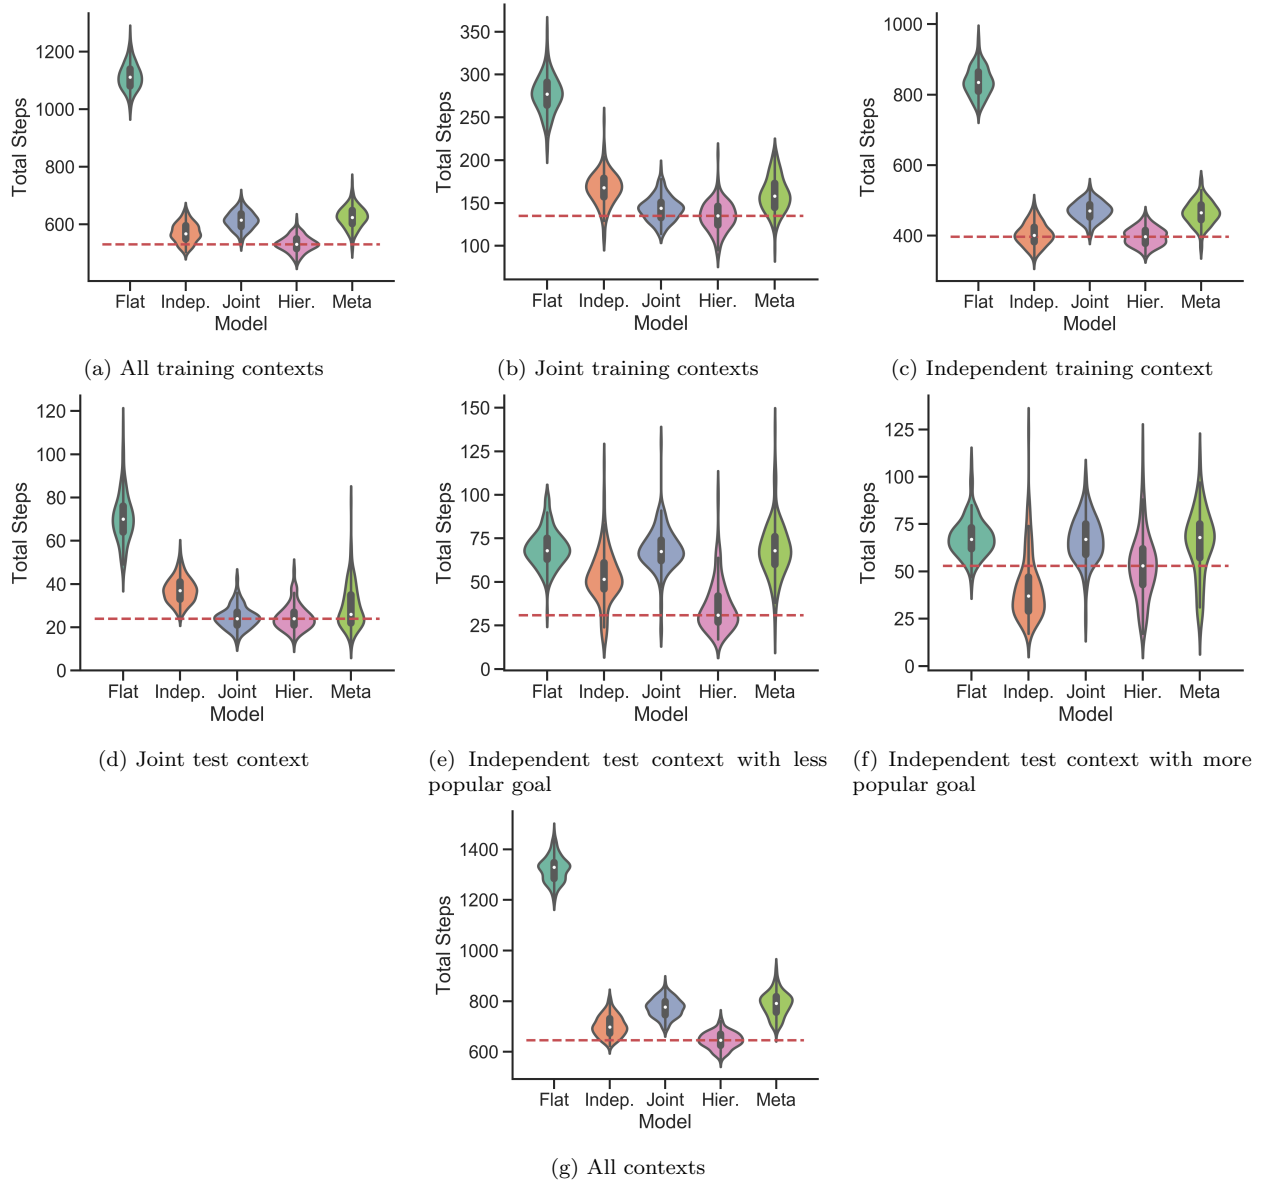 1200
1000
800
600
Total Steps
Flat Indep. Joint Hier. Meta
Model
(a) All training contexts
350
300
250
200
150
100
Total Steps
Flat Indep. Joint Hier. Meta
Model
(b) Joint training contexts
1000
800
600
400
Total Steps
Flat Indep. Joint Hier. Meta
Model
(c) Independent training context
120
100
80
60
40
20
0
Total Steps
Flat Indep. Joint Hier. Meta
Model
(d) Joint test context
150
125
100
75
50
25
0
Total Steps
Flat Indep. Joint Hier. Meta
Model
(e) Independent test context with less
popular goal
125
100
75
50
25
0
Total Steps
Flat Indep. Joint Hier. Meta
Model
(f) Independent test context with more
popular goal
1400
1200
1000
800
600
Total Steps
Flat Indep. Joint Hier. Meta
Model
(g) All contexts